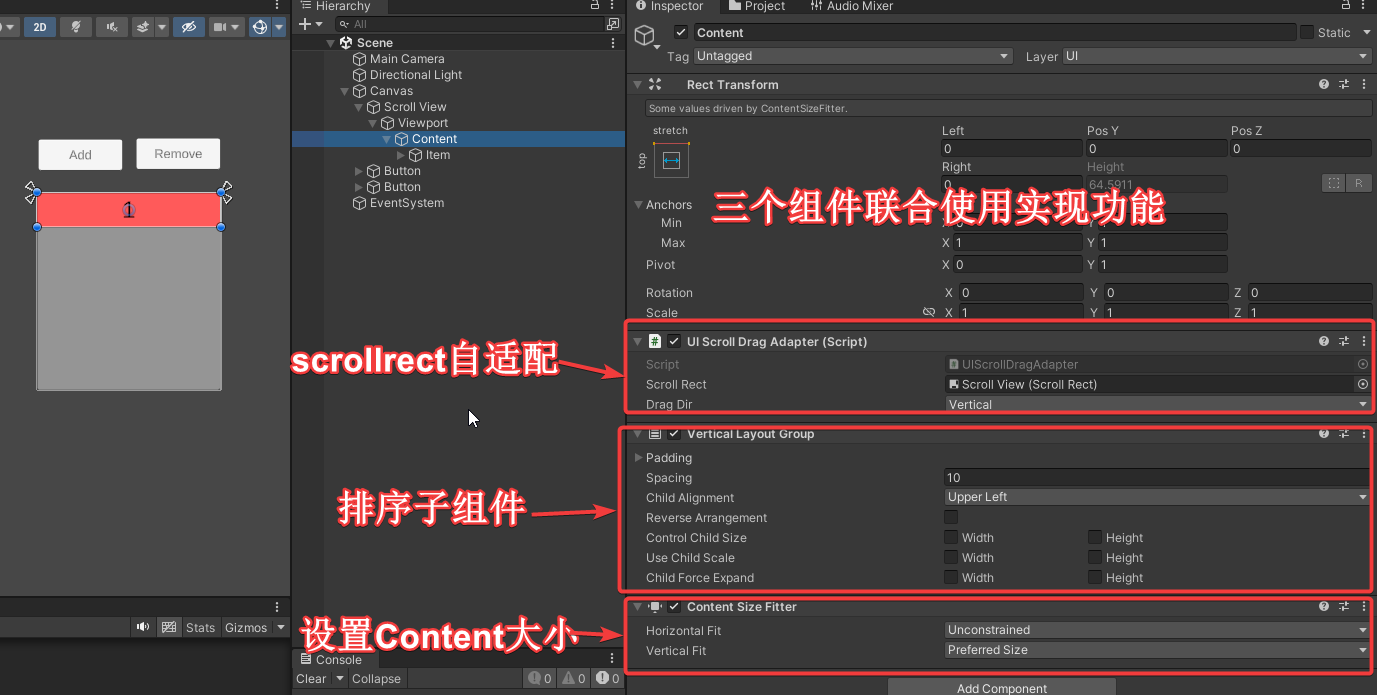 2D
Add
Remove
1
Stats
Gizmos
Hierarchy
All
Scene
Main Camera
Directional Light
Canvas
Scroll View
Viewport
Content
Item
Button
Button
EventSystem
scrollrect自适配
排序子组件
设置Content大小
Console
Clear
Collapse
0
0
0
Inspector
Project
Audio Mixer
Content
Static
Tag
Untagged
Layer
UI
Rect Transform
Some values driven by ContentSizeFitter.
stretch
top
Left
Pos Y
Pos Z
0
0
0
Right
Height
0
64.5911
R
三个组件联合使用实现功能
Anchors
Min
Max
X
1
Y
1
Pivot
X
0
Y
1
Rotation
X
0
Y
0
Z
0
Scale
X
1
Y
1
Z
1
UI Scroll Drag Adapter (Script)
Script
UIScrollDragAdapter
Scroll Rect
Scroll View (Scroll Rect)
Drag Dir
Vertical
Vertical Layout Group
Padding
Spacing
10
Child Alignment
Upper Left
Reverse Arrangement
Control Child Size
Width
Height
Use Child Scale
Width
Height
Child Force Expand
Width
Height
Content Size Fitter
Horizontal Fit
Unconstrained
Vertical Fit
Preferred Size
Add Component